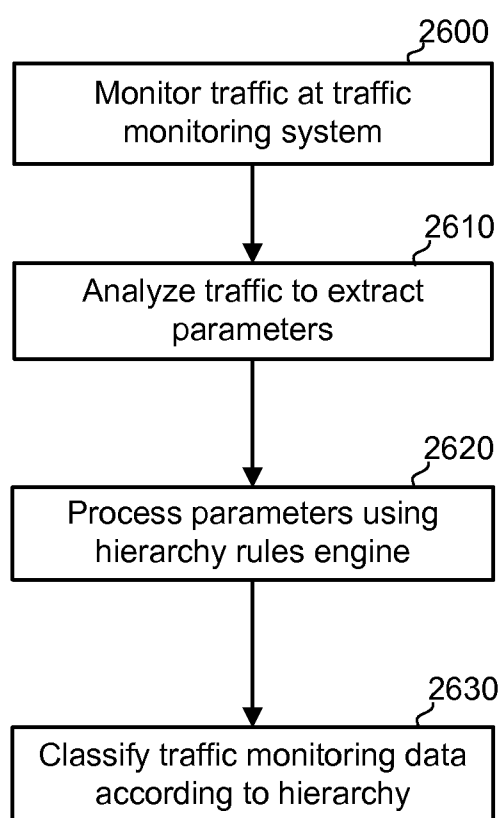 2600
Monitor traffic at traffic
monitoring system
2610
Analyze traffic to extract
parameters
2620
Process parameters using
hierarchy rules engine
2630
Classify traffic monitoring data
according to hierarchy